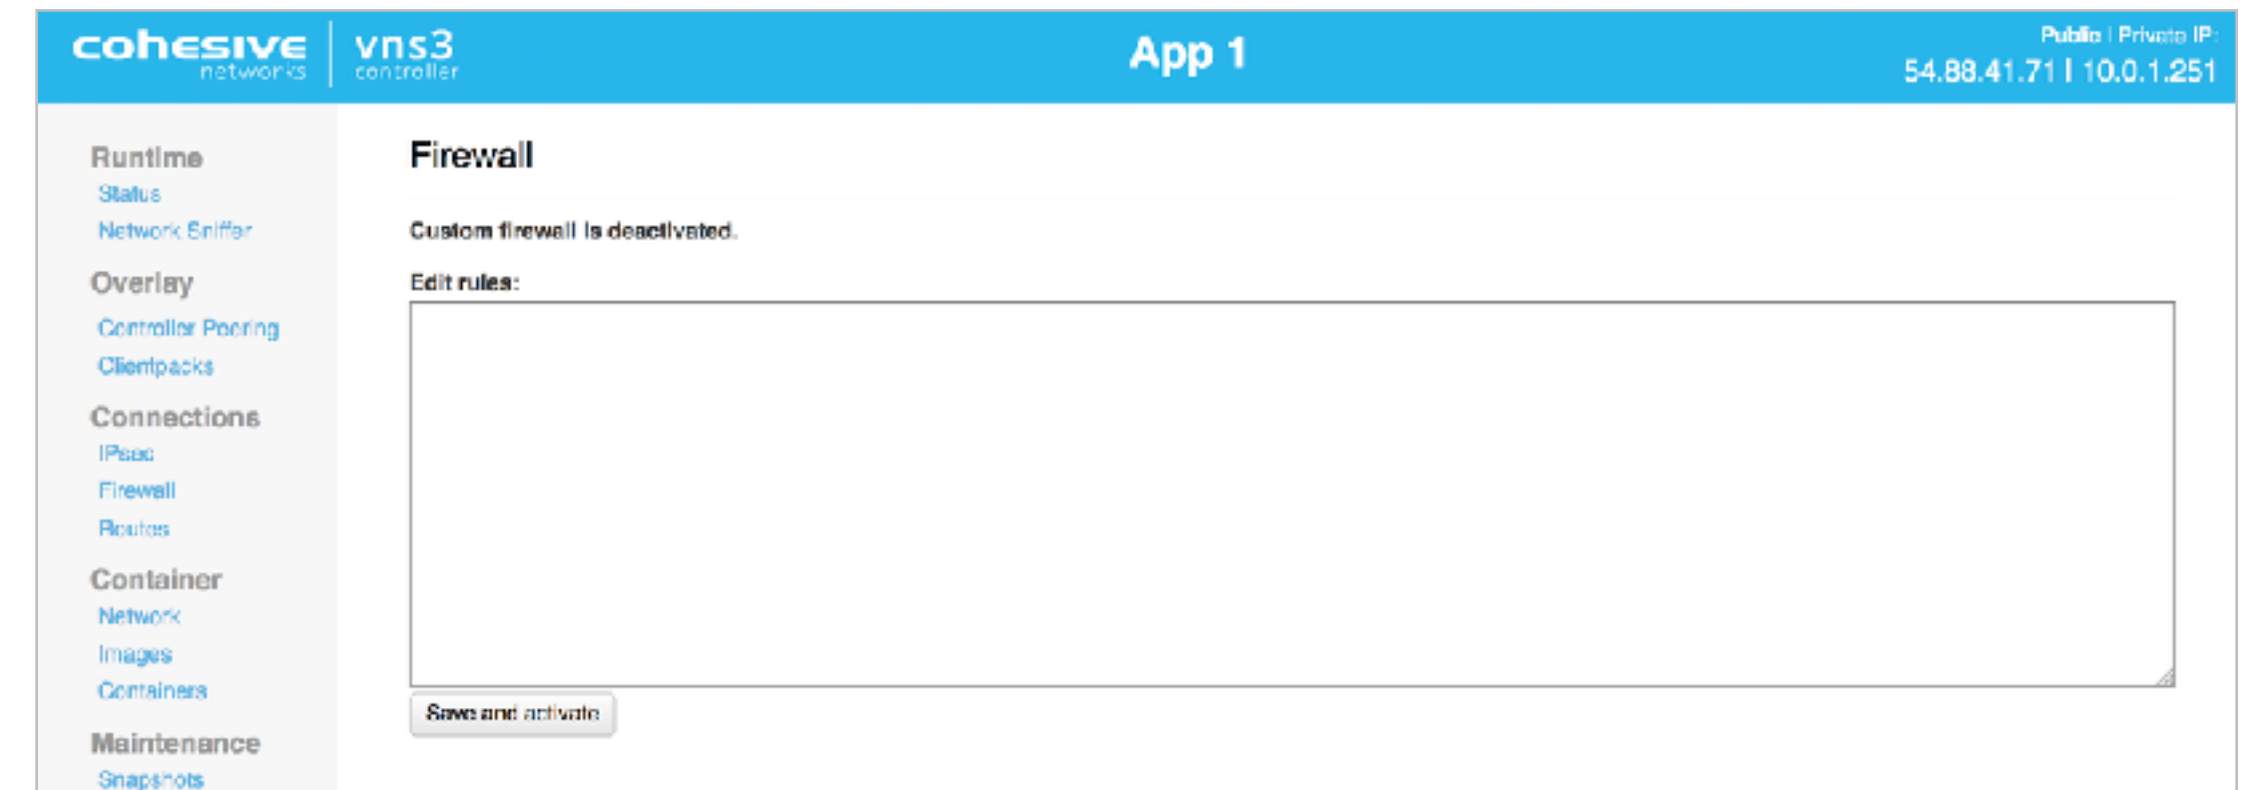 cohesive networks
vns3 controller
App 1
Public | Private IP:
54.88.41.71 | 10.0.1.251
Runtime
Status
Network Sniffer
Overlay
Controller Peering
Clientpacks
Connections
IPsec
Firewall
Routes
Container
Network
Images
Containers
Maintenance
Snapshots
Firewall
Custom firewall is deactivated.
Edit rules:
Save and activate